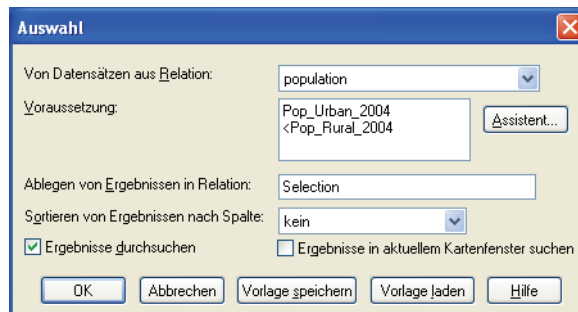 Auswahl
Von Datensätzen aus Relation: population
Voraussetzung: Pop_Urban_2004
<Pop_Rural_2004
Assistent...
Ablegen von Ergebnissen in Relation: Selection
Sortieren von Ergebnissen nach Spalte: kein
Ergebnisse durchsuchen Ergebnisse in aktuellem Kartenfenster suchen
OK Abbrechen Vorlage speichern Vorlage laden Hilfe